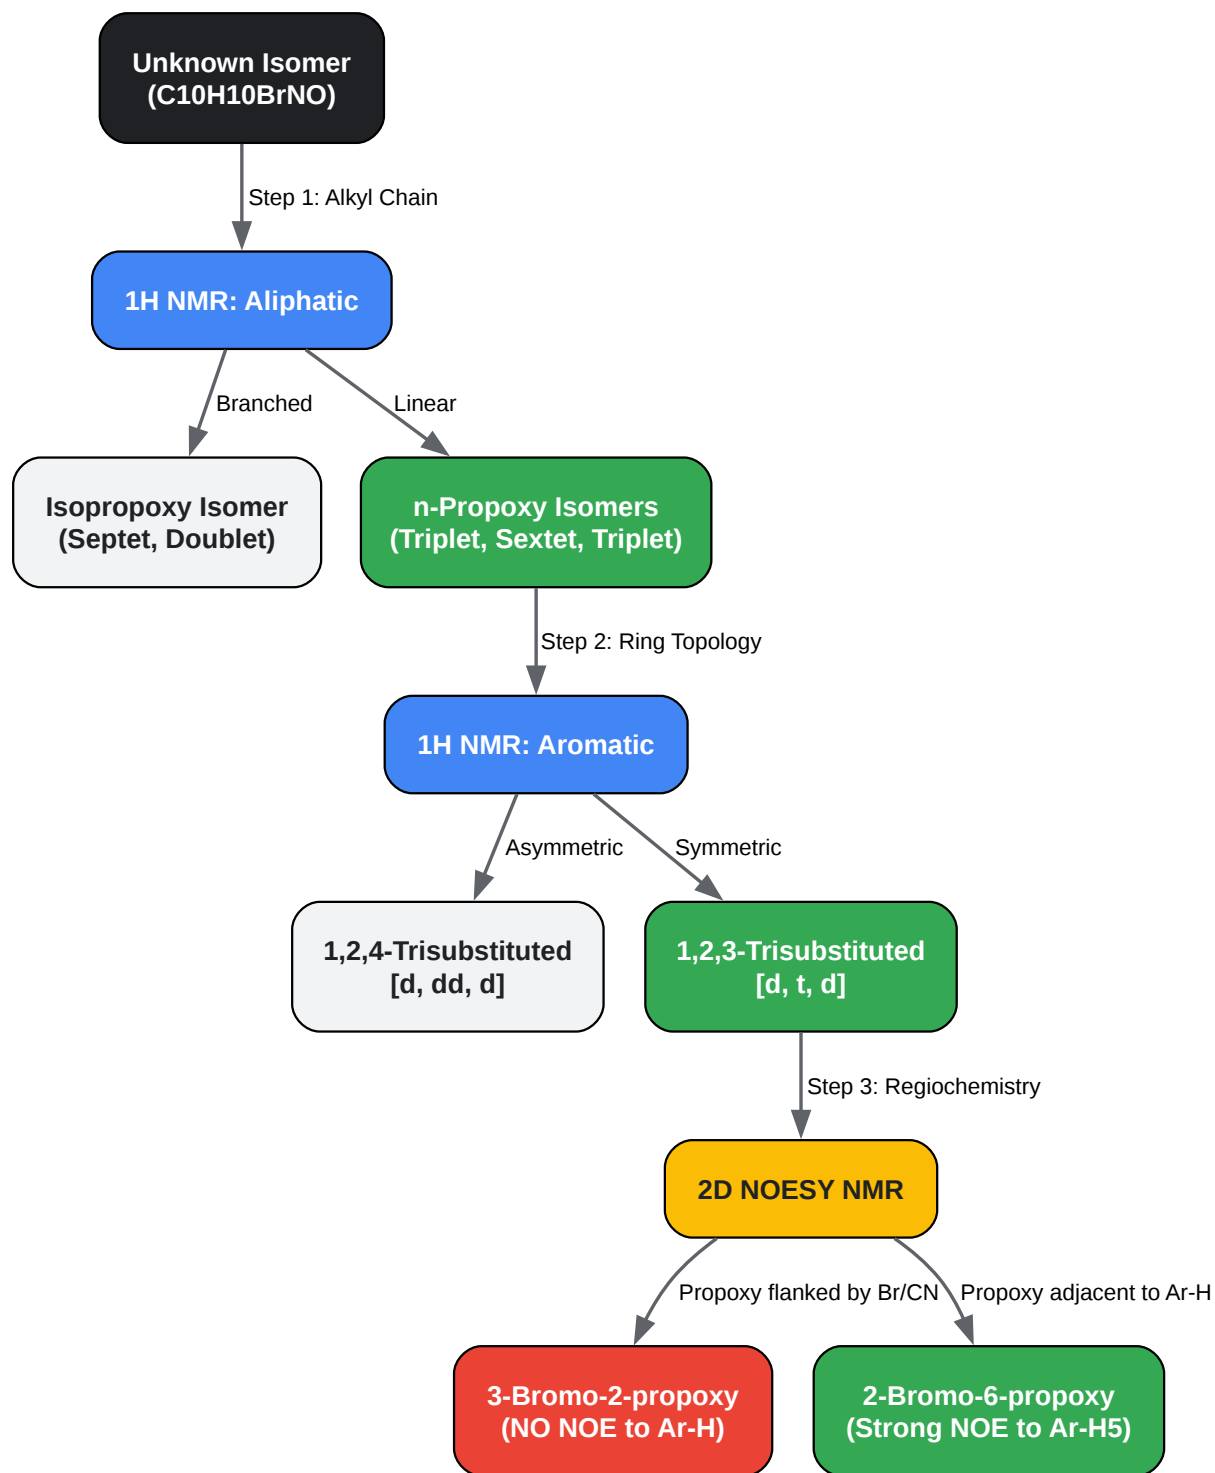 Unknown Isomer
(C10H10BrNO)
Step 1: Alkyl Chain
1H NMR: Aliphatic
Branched
Linear
Isopropoxy Isomer
(Septet, Doublet)
n-Propoxy Isomers
(Triplet, Sextet, Triplet)
Step 2: Ring Topology
1H NMR: Aromatic
Asymmetric
Symmetric
1,2,4-Trisubstituted
[d, dd, d]
1,2,3-Trisubstituted
[d, t, d]
Step 3: Regiochemistry
2D NOESY NMR
Propoxy flanked by Br/CN
Propoxy adjacent to Ar-H
3-Bromo-2-propoxy
(NO NOE to Ar-H)
2-Bromo-6-propoxy
(Strong NOE to Ar-H5)